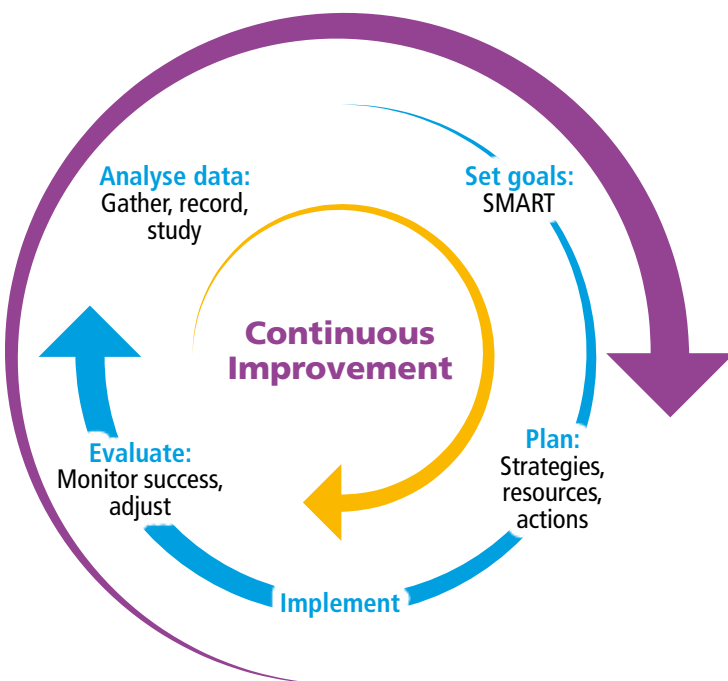 Analyse data:
Gather, record,
study
Set goals:
SMART
Continuous
Improvement
Plan:
Strategies,
resources,
actions
Evaluate:
Monitor success,
adjust
Implement